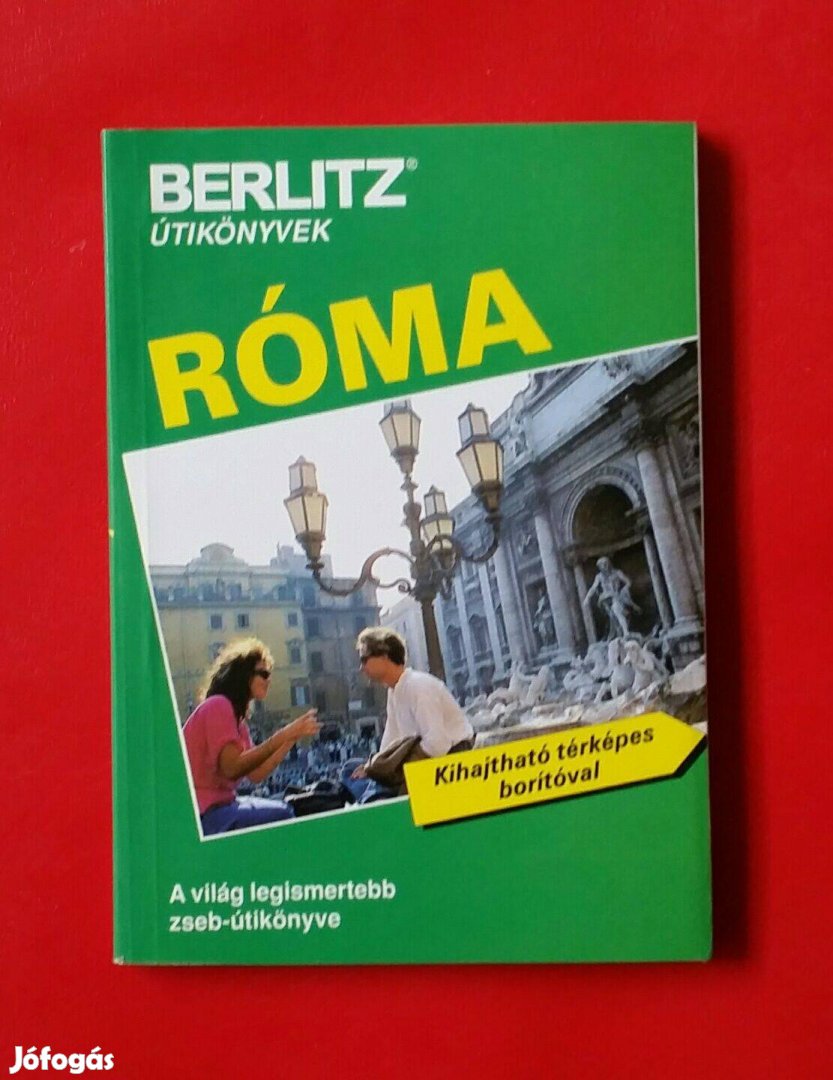 BERLITZ®
ÚTIKÖNYVEK
RÓMA
Kihajtható térképes
borítóval
A világ legismertebb
zseb-útikönyve
Jófogás